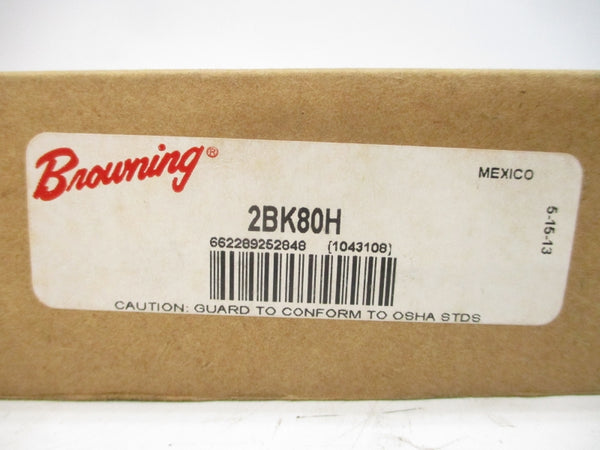 Browning®
MEXICO
5-15-13
2BK80H
662289252848 (1043108)
CAUTION: GUARD TO CONFORM TO OSHA STDS